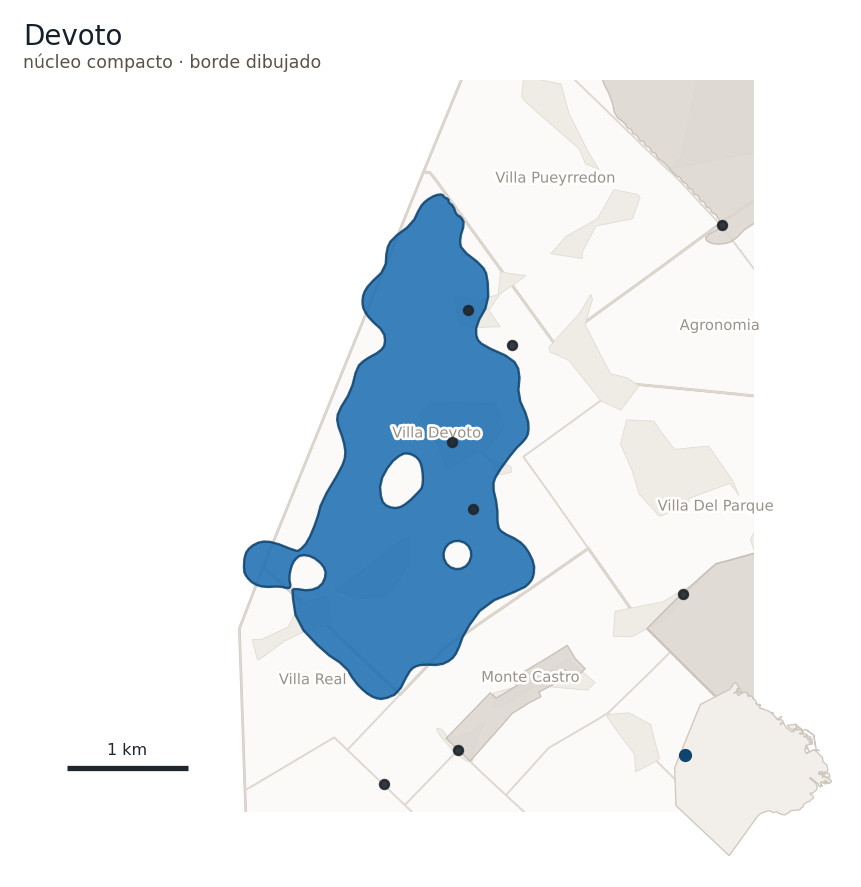 Devoto
núcleo compacto · borde dibujado
Villa Pueyrredon
Agronomia
Villa Devoto
Villa Del Parque
Monte Castro
Villa Real
1 km